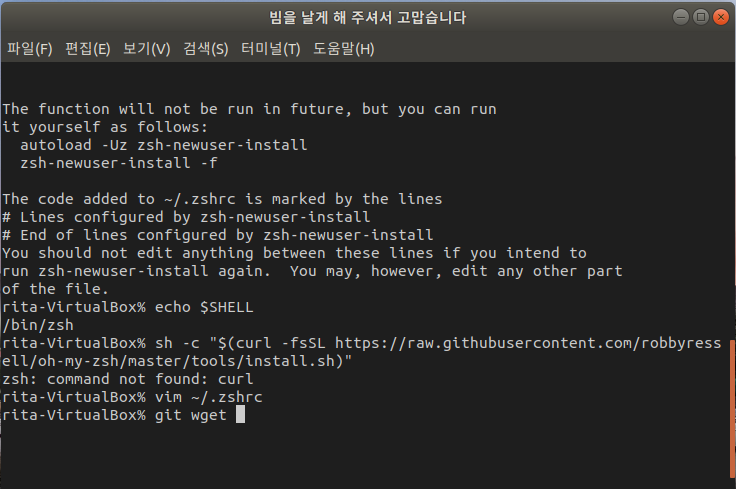 빔을 날게 해 주셔서 고맙습니다
파일(F) 편집(E) 보기(V) 검색(S) 터미널(T) 도움말(H)
The function will not be run in future, but you can run
it yourself as follows:
  autoload -Uz zsh-newuser-install
  zsh-newuser-install -f
The code added to ~/.zshrc is marked by the lines
# Lines configured by zsh-newuser-install
# End of lines configured by zsh-newuser-install
You should not edit anything between these lines if you intend to
run zsh-newuser-install again.  You may, however, edit any other part
of the file.
rita-VirtualBox% echo $SHELL
/bin/zsh
rita-VirtualBox% sh -c "$(curl -fsSL https://raw.githubusercontent.com/robbyress
ell/oh-my-zsh/master/tools/install.sh)"
zsh: command not found: curl
rita-VirtualBox% vim ~/.zshrc
rita-VirtualBox% git wget